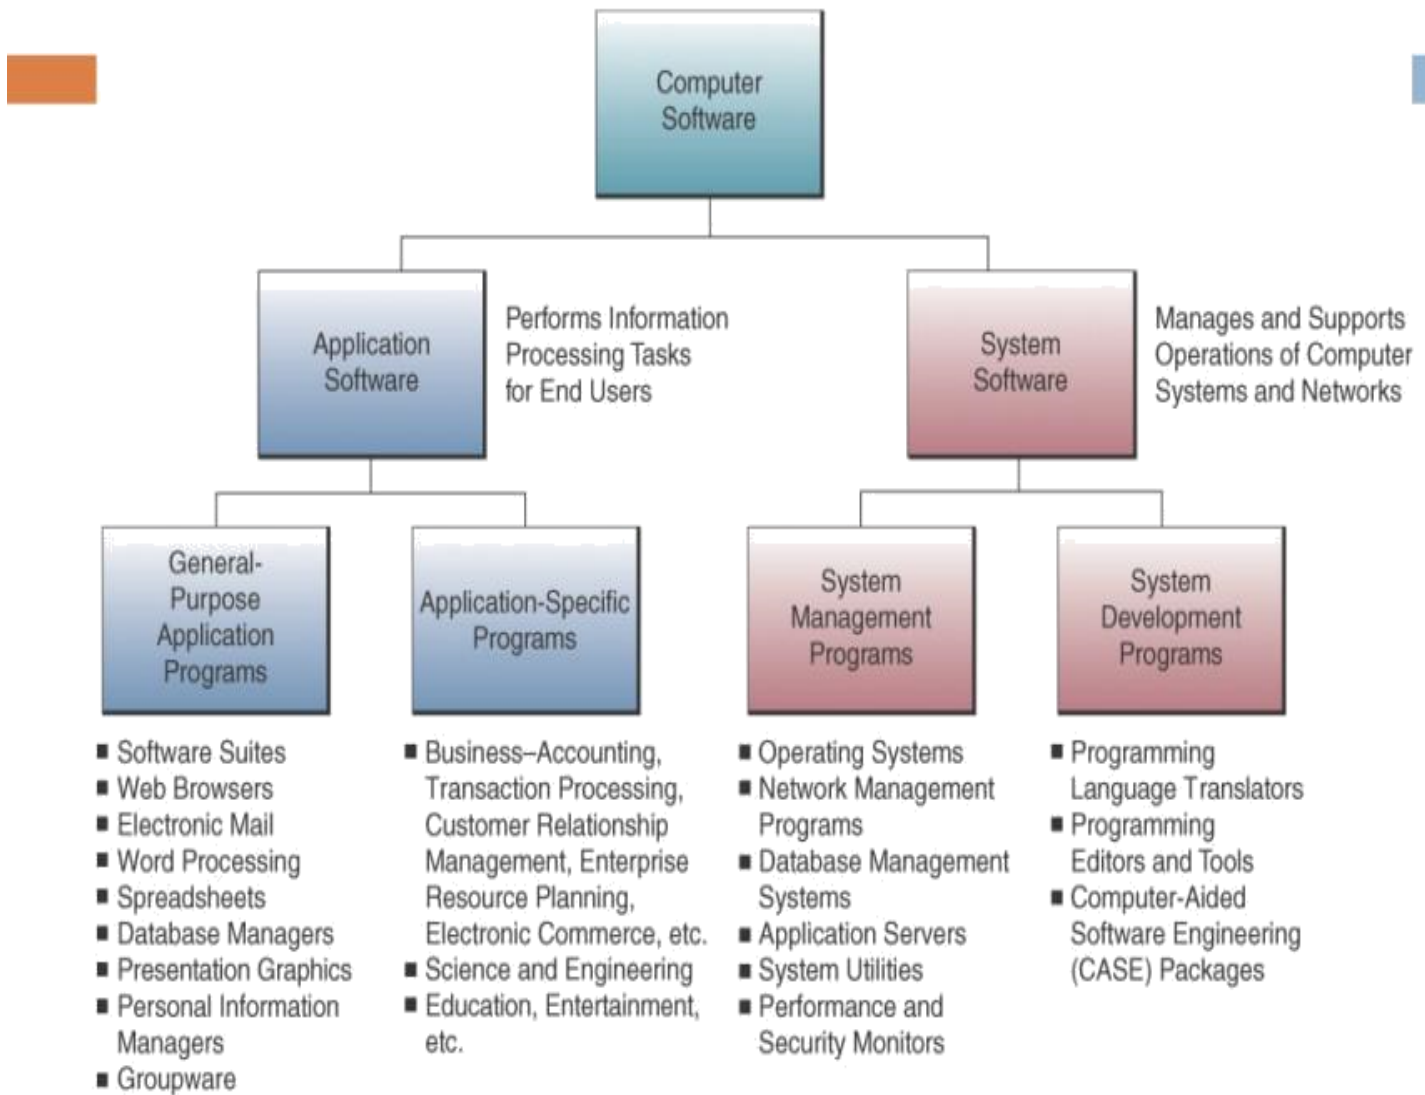 Computer
Software
Application
Software
Performs Information
Processing Tasks
for End Users
System
Software
Manages and Supports
Operations of Computer
Systems and Networks
General-
Purpose
Application
Programs
Application-Specific
Programs
System
Management
Programs
System
Development
Programs
■ Software Suites
■ Web Browsers
■ Electronic Mail
■ Word Processing
■ Spreadsheets
■ Database Managers
■ Presentation Graphics
■ Personal Information
Managers
■ Groupware
■ Business–Accounting,
Transaction Processing,
Customer Relationship
Management, Enterprise
Resource Planning,
Electronic Commerce, etc.
■ Science and Engineering
■ Education, Entertainment,
etc.
■ Operating Systems
■ Network Management
Programs
■ Database Management
Systems
■ Application Servers
■ System Utilities
■ Performance and
Security Monitors
■ Programming
Language Translators
■ Programming
Editors and Tools
■ Computer-Aided
Software Engineering
(CASE) Packages